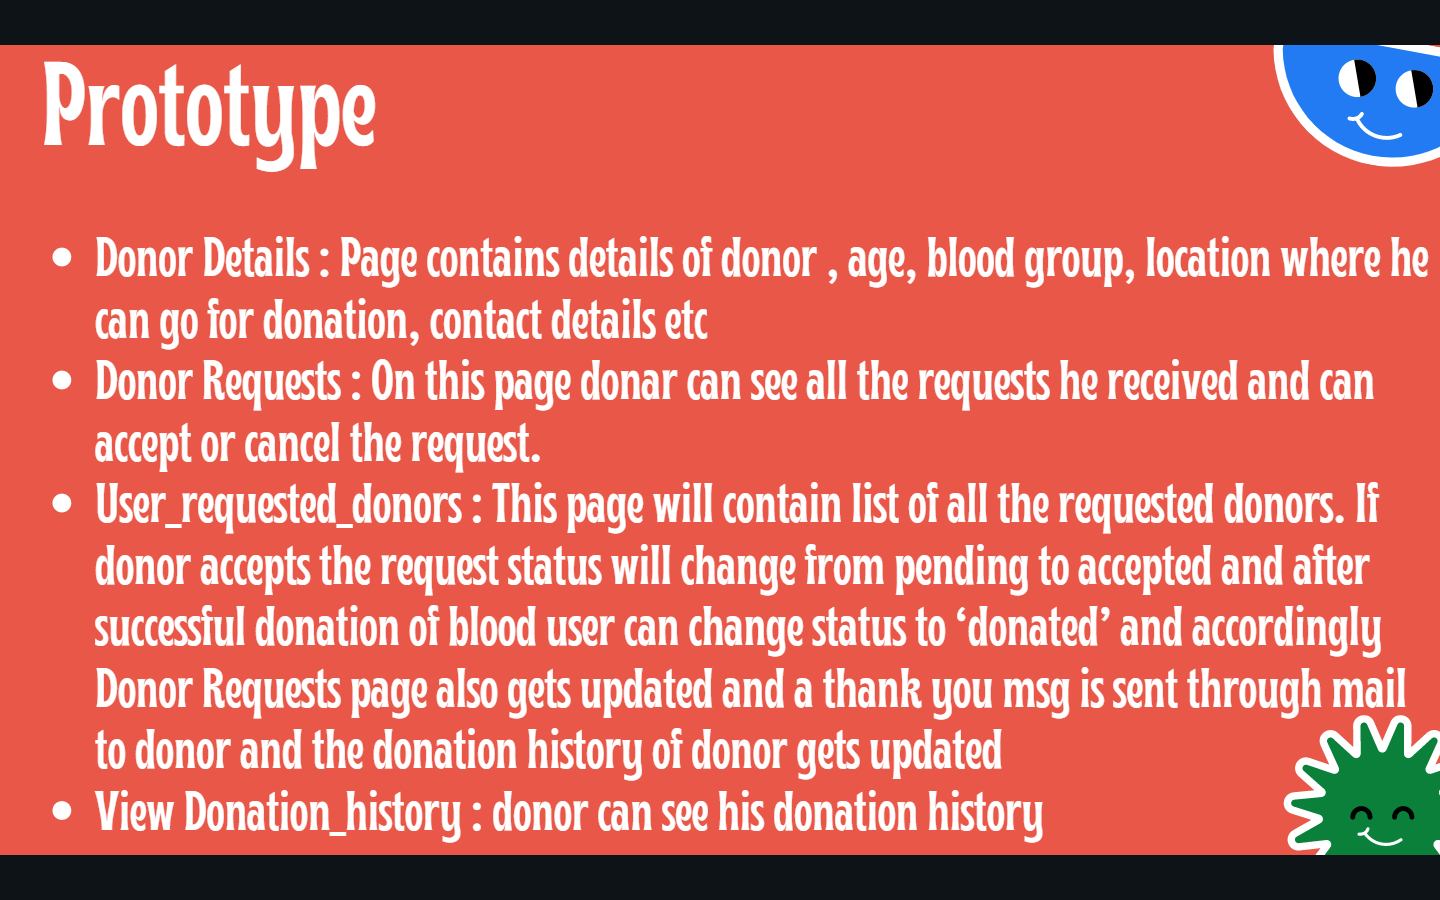 Prototype
• Donor Details : Page contains details of donor , age, blood group, location where he
can go for donation, contact details etc
• Donor Requests : On this page donar can see all the requests he received and can
accept or cancel the request.
• User_requested_donors : This page will contain list of all the requested donors. If
donor accepts the request status will change from pending to accepted and after
successful donation of blood user can change status to ‘donated’ and accordingly
Donor Requests page also gets updated and a thank you msg is sent through mail
to donor and the donation history of donor gets updated
• View Donation_history : donor can see his donation history